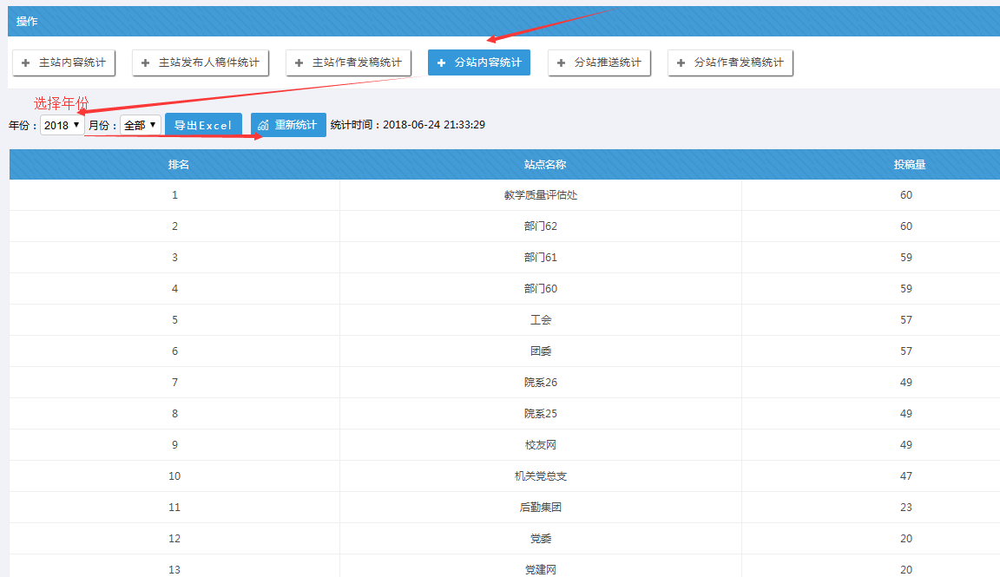 操作
主站内容统计 主站发布人稿件统计 主站作者发稿统计 分站内容统计 分站推送统计 分站作者发稿统计
选择年份
年份：2018 月份：全部 导出Excel 重新统计 统计时间：2018-06-24 21:33:29
排名 站点名称 投稿量
1 教学质量评估处 60
2 部门62 60
3 部门61 59
4 部门60 59
5 工会 57
6 团委 57
7 院系26 49
8 院系25 49
9 校友网 49
10 机关党总支 47
11 后勤集团 23
12 党委 20
13 党建网 20